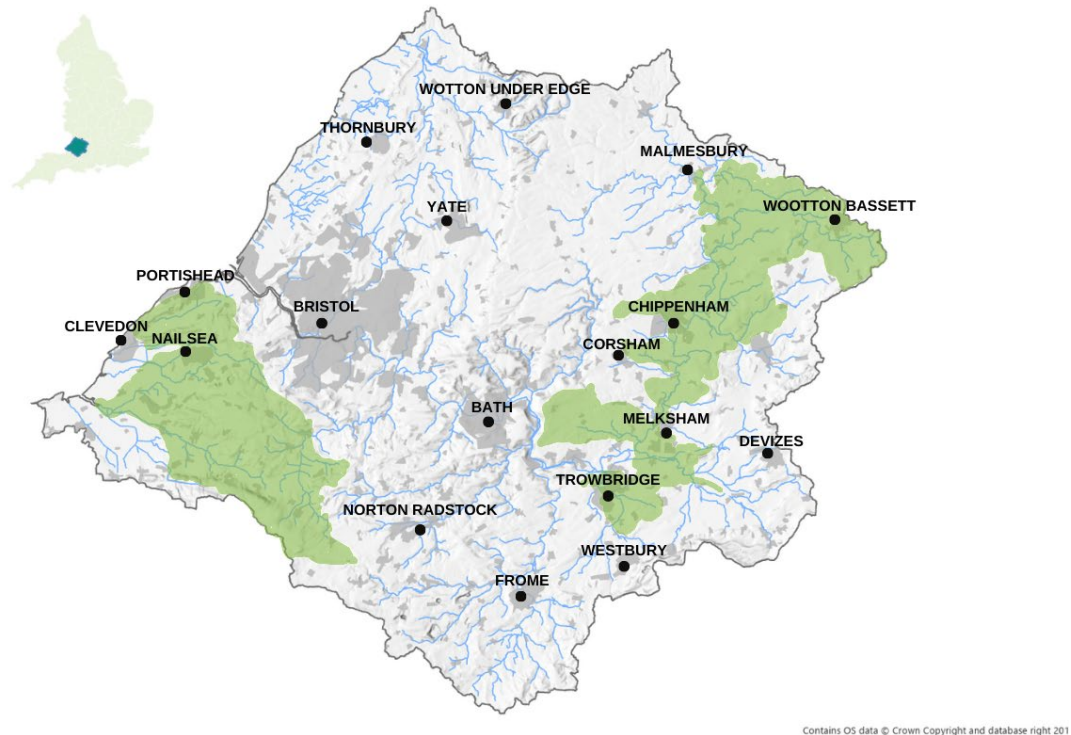 WOTTON UNDER EDGE
THORNBURY
MALMESBURY
YATE
WOOTTON BASSETT
PORTISHEAD
BRISTOL
CHIPPENHAM
CLEVEDON
NAILSEA
CORSHAM
BATH
MELKSHAM
DEVIZES
TROWBRIDGE
NORTON RADSTOCK
WESTBURY
FROME
Contains OS data © Crown Copyright and database right 201